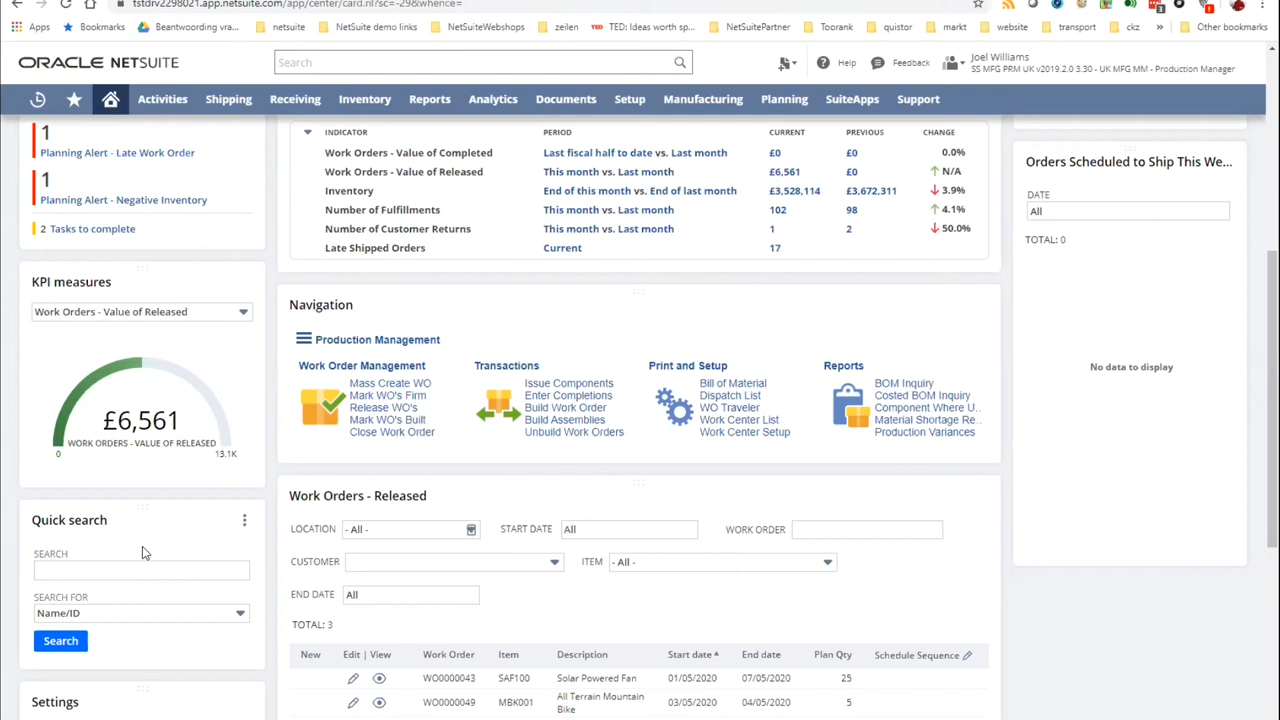 tstdrv2298021.app.netsuite.com/app/center/card.nl?sc=-29&whence=
Apps
Bookmarks
Beantwoording vra...
netsuite
NetSuite demo links
NetSuiteWebshops
zeilen
TED: Ideas worth sp...
NetSuitePartner
Toorank
quistor
markt
website
transport
ckz
»
Other bookmarks
ORACLE NETSUITE
Search
Help
Feedback
Joel Williams
SS MFG PRM UK v2019.2.0 3.30 - UK MFG MM - Production Manager
Activities
Shipping
Receiving
Inventory
Reports
Analytics
Documents
Setup
Manufacturing
Planning
SuiteApps
Support
1
Planning Alert - Late Work Order
1
Planning Alert - Negative Inventory
2 Tasks to complete
KPI measures
Work Orders - Value of Released
£6,561
WORK ORDERS - VALUE OF RELEASED
0
13.1K
Quick search
SEARCH
SEARCH FOR
Name/ID
Search
Settings
INDICATOR PERIOD CURRENT PREVIOUS CHANGE
Work Orders - Value of Completed Last fiscal half to date vs. Last month £0 £0 0.0%
Work Orders - Value of Released This month vs. Last month £6,561 £0 N/A
Inventory End of this month vs. End of last month £3,528,114 £3,672,311 3.9%
Number of Fulfillments This month vs. Last month 102 98 4.1%
Number of Customer Returns This month vs. Last month 1 2 50.0%
Late Shipped Orders Current 17
Navigation
Production Management
Work Order Management
Mass Create WO
Mark WO's Firm
Release WO's
Mark WO's Built
Close Work Order
Transactions
Issue Components
Enter Completions
Build Work Order
Build Assemblies
Unbuild Work Orders
Print and Setup
Bill of Material
Dispatch List
WO Traveler
Work Center List
Work Center Setup
Reports
BOM Inquiry
Costed BOM Inquiry
Component Where U..
Material Shortage Re..
Production Variances
Work Orders - Released
LOCATION - All - START DATE All WORK ORDER
CUSTOMER ITEM - All -
END DATE All
TOTAL: 3
New Edit | View Work Order Item Description Start date End date Plan Qty Schedule Sequence
WO0000043 SAF100 Solar Powered Fan 01/05/2020 07/05/2020 25
WO0000049 MBK001 All Terrain Mountain Bike 03/05/2020 04/05/2020 5
Orders Scheduled to Ship This We...
DATE
All
TOTAL: 0
No data to display